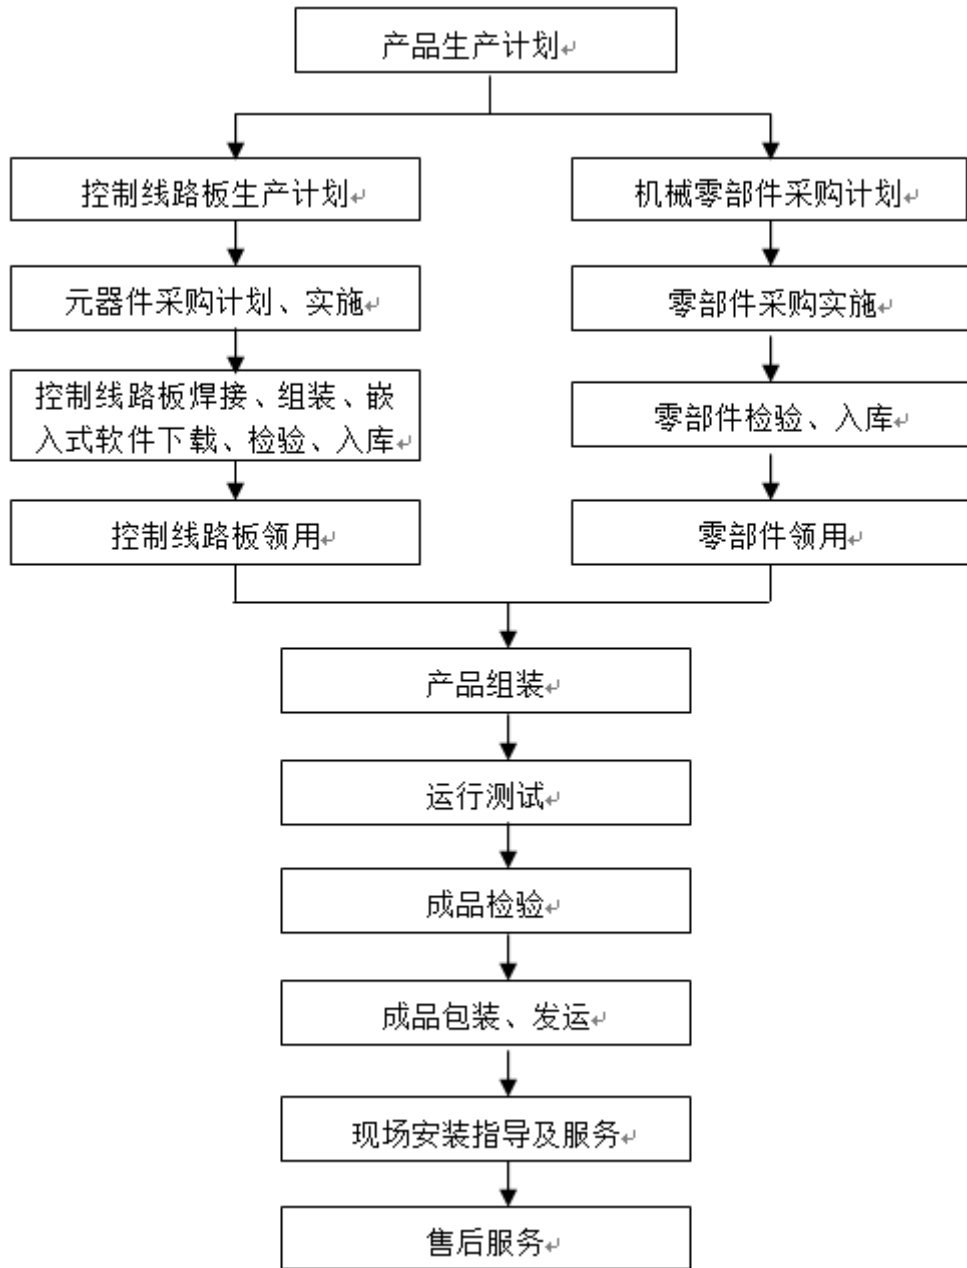 产品生产计划
控制线路板生产计划
机械零部件采购计划
元器件采购计划、实施
零部件采购实施
控制线路板焊接、组装、嵌
入式软件下载、检验、入库
零部件检验、入库
控制线路板领用
零部件领用
产品组装
运行测试
成品检验
成品包装、发运
现场安装指导及服务
售后服务